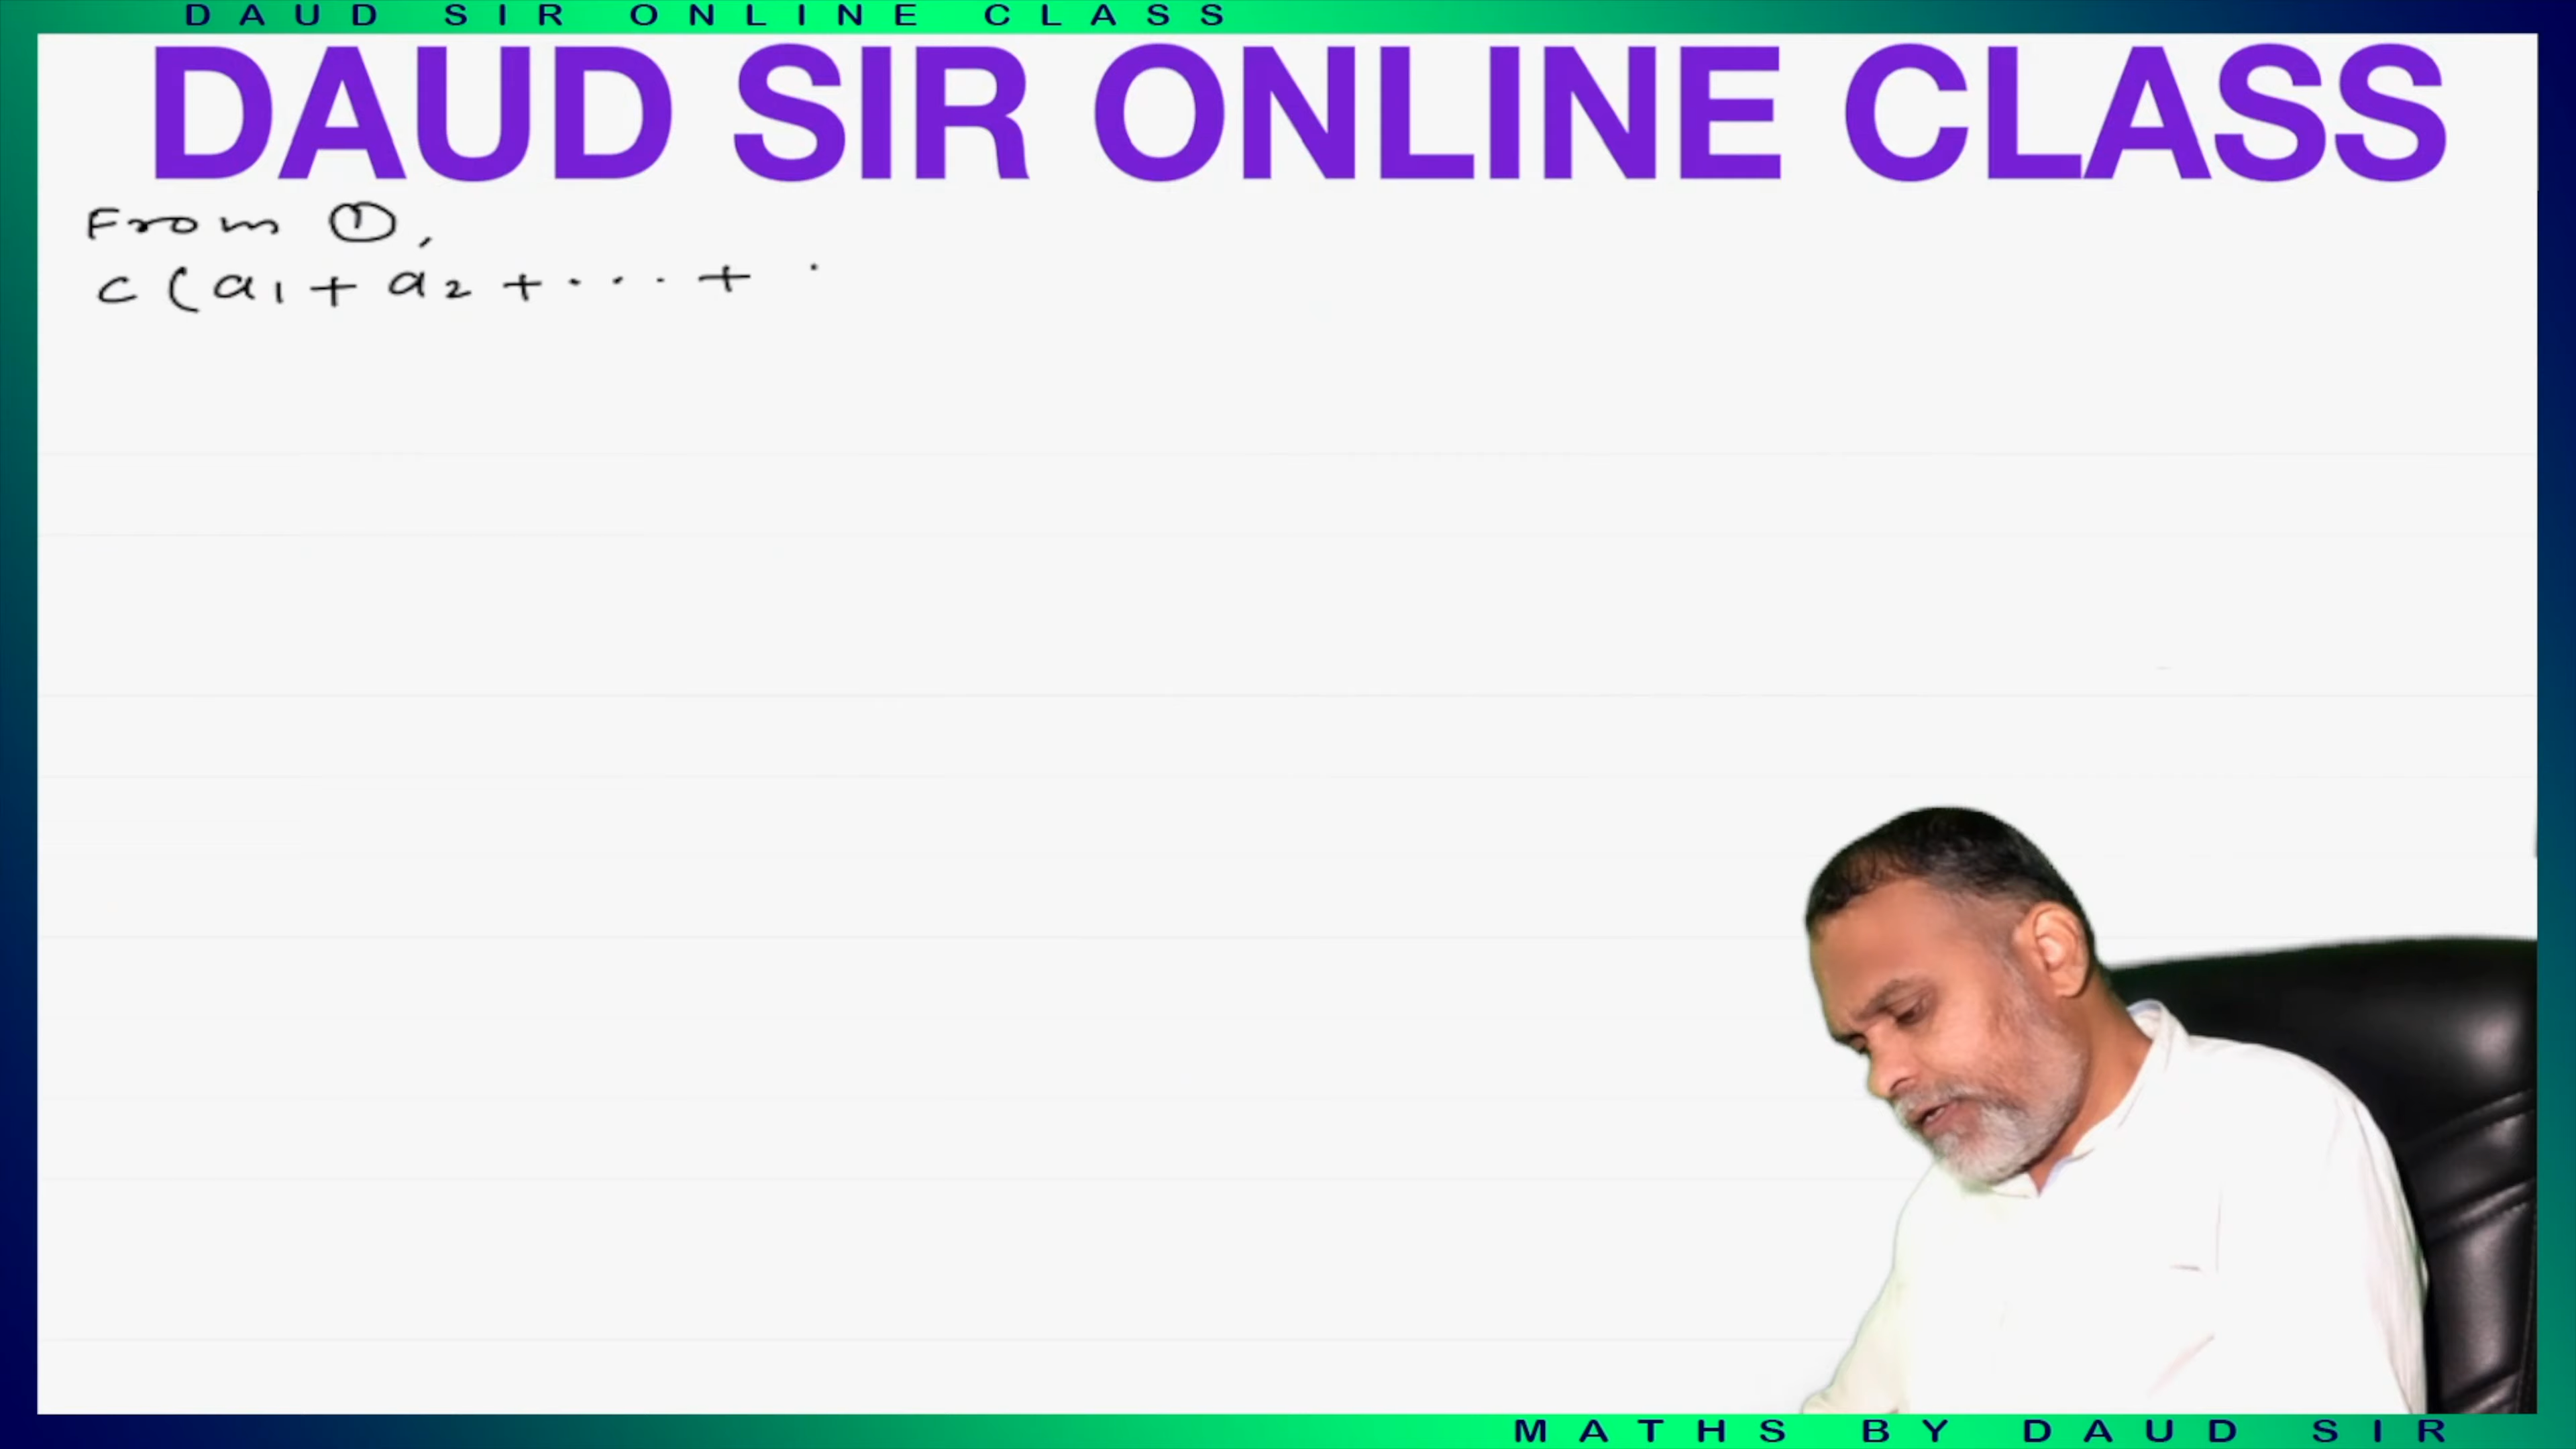 DAUD SIR ONLINE CLASS
DAUD SIR ONLINE CLASS
From ①,
c(a₁ + a₂ + ... + .
MATHS BY DAUD SIR